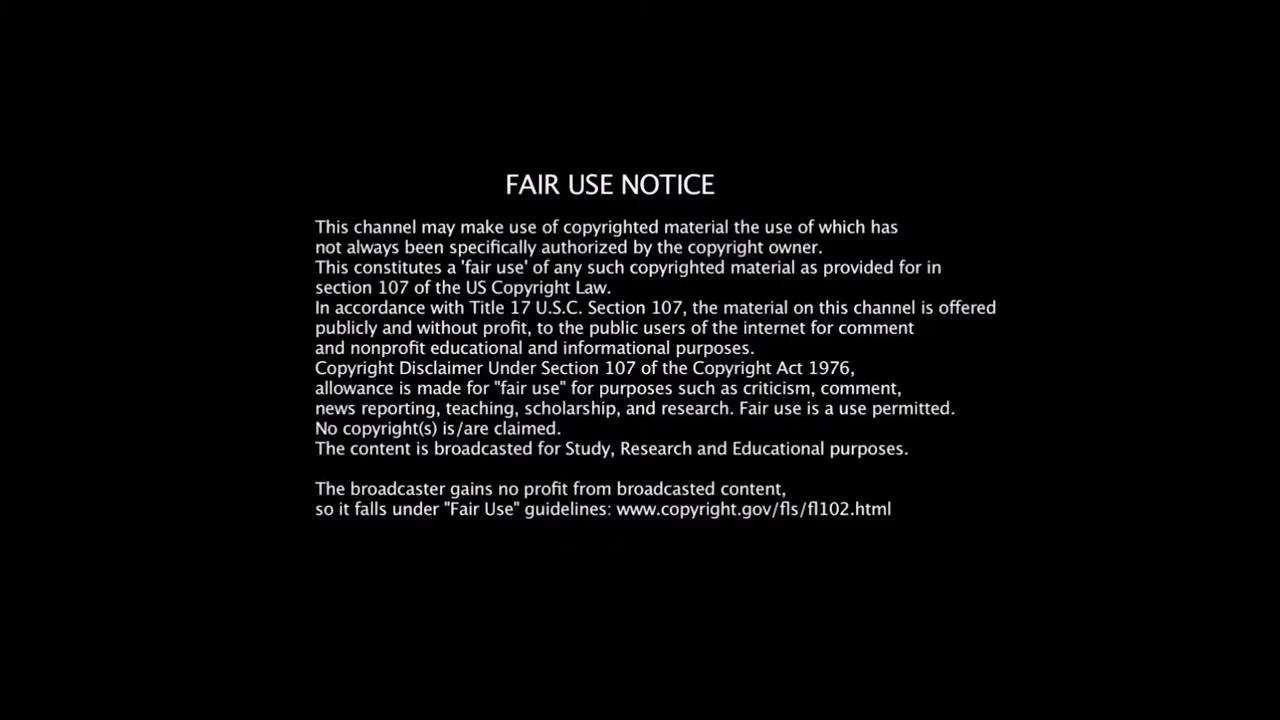 FAIR USE NOTICE
This channel may make use of copyrighted material the use of which has
not always been specifically authorized by the copyright owner.
This constitutes a 'fair use' of any such copyrighted material as provided for in
section 107 of the US Copyright Law.
In accordance with Title 17 U.S.C. Section 107, the material on this channel is offered
publicly and without profit, to the public users of the internet for comment
and nonprofit educational and informational purposes.
Copyright Disclaimer Under Section 107 of the Copyright Act 1976,
allowance is made for "fair use" for purposes such as criticism, comment,
news reporting, teaching, scholarship, and research. Fair use is a use permitted.
No copyright(s) is/are claimed.
The content is broadcasted for Study, Research and Educational purposes.
The broadcaster gains no profit from broadcasted content,
so it falls under "Fair Use" guidelines: www.copyright.gov/fls/fl102.html